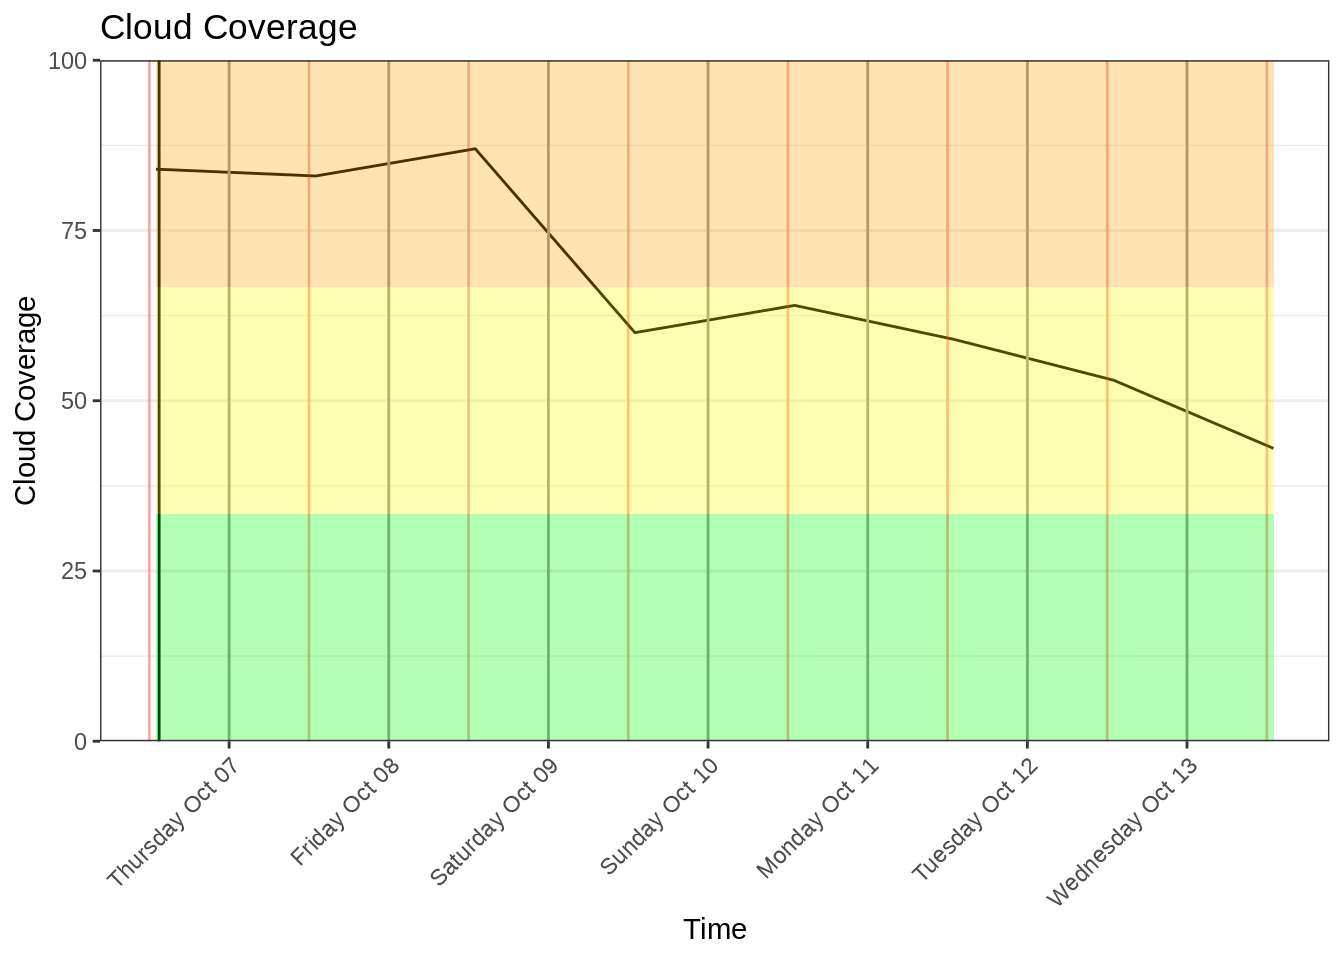 Cloud Coverage
100
75
50
25
0
Cloud Coverage
Thursday Oct 07
Friday Oct 08
Saturday Oct 09
Sunday Oct 10
Monday Oct 11
Tuesday Oct 12
Wednesday Oct 13
Time